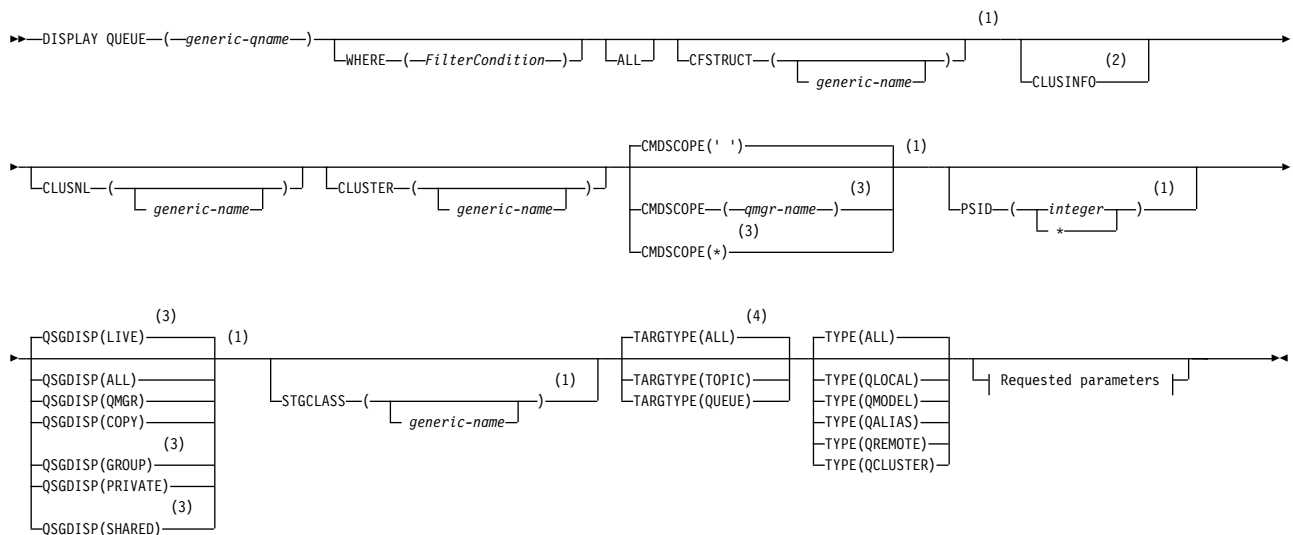 (1)
DISPLAY QUEUE ( generic-qname )
WHERE ( FilterCondition ) ALL CFSTRUCT ( ) (2)
generic-name CLUSINFO
CMDSCOPE(' ') (1)
CLUSNL ( ) CLUSTER ( ) (3) (1)
generic-name generic-name CMDSCOPE ( qmgr-name ) PSID ( integer )
(3) *
CMDSCOPE(*)
(3) (4)
QSGDISP(LIVE) (1) TARGTYPE(ALL) TYPE(ALL)
QSGDISP(ALL) (1) TARGTYPE(TOPIC) TYPE(QLOCAL) Requested parameters
QSGDISP(QMGR) STGCLASS ( ) TARGTYPE(QUEUE) TYPE(QMODEL)
QSGDISP(COPY) generic-name TYPE(QALIAS)
(3) TYPE(QREMOTE)
QSGDISP(GROUP) TYPE(QCLUSTER)
QSGDISP(PRIVATE)
(3)
QSGDISP(SHARED)